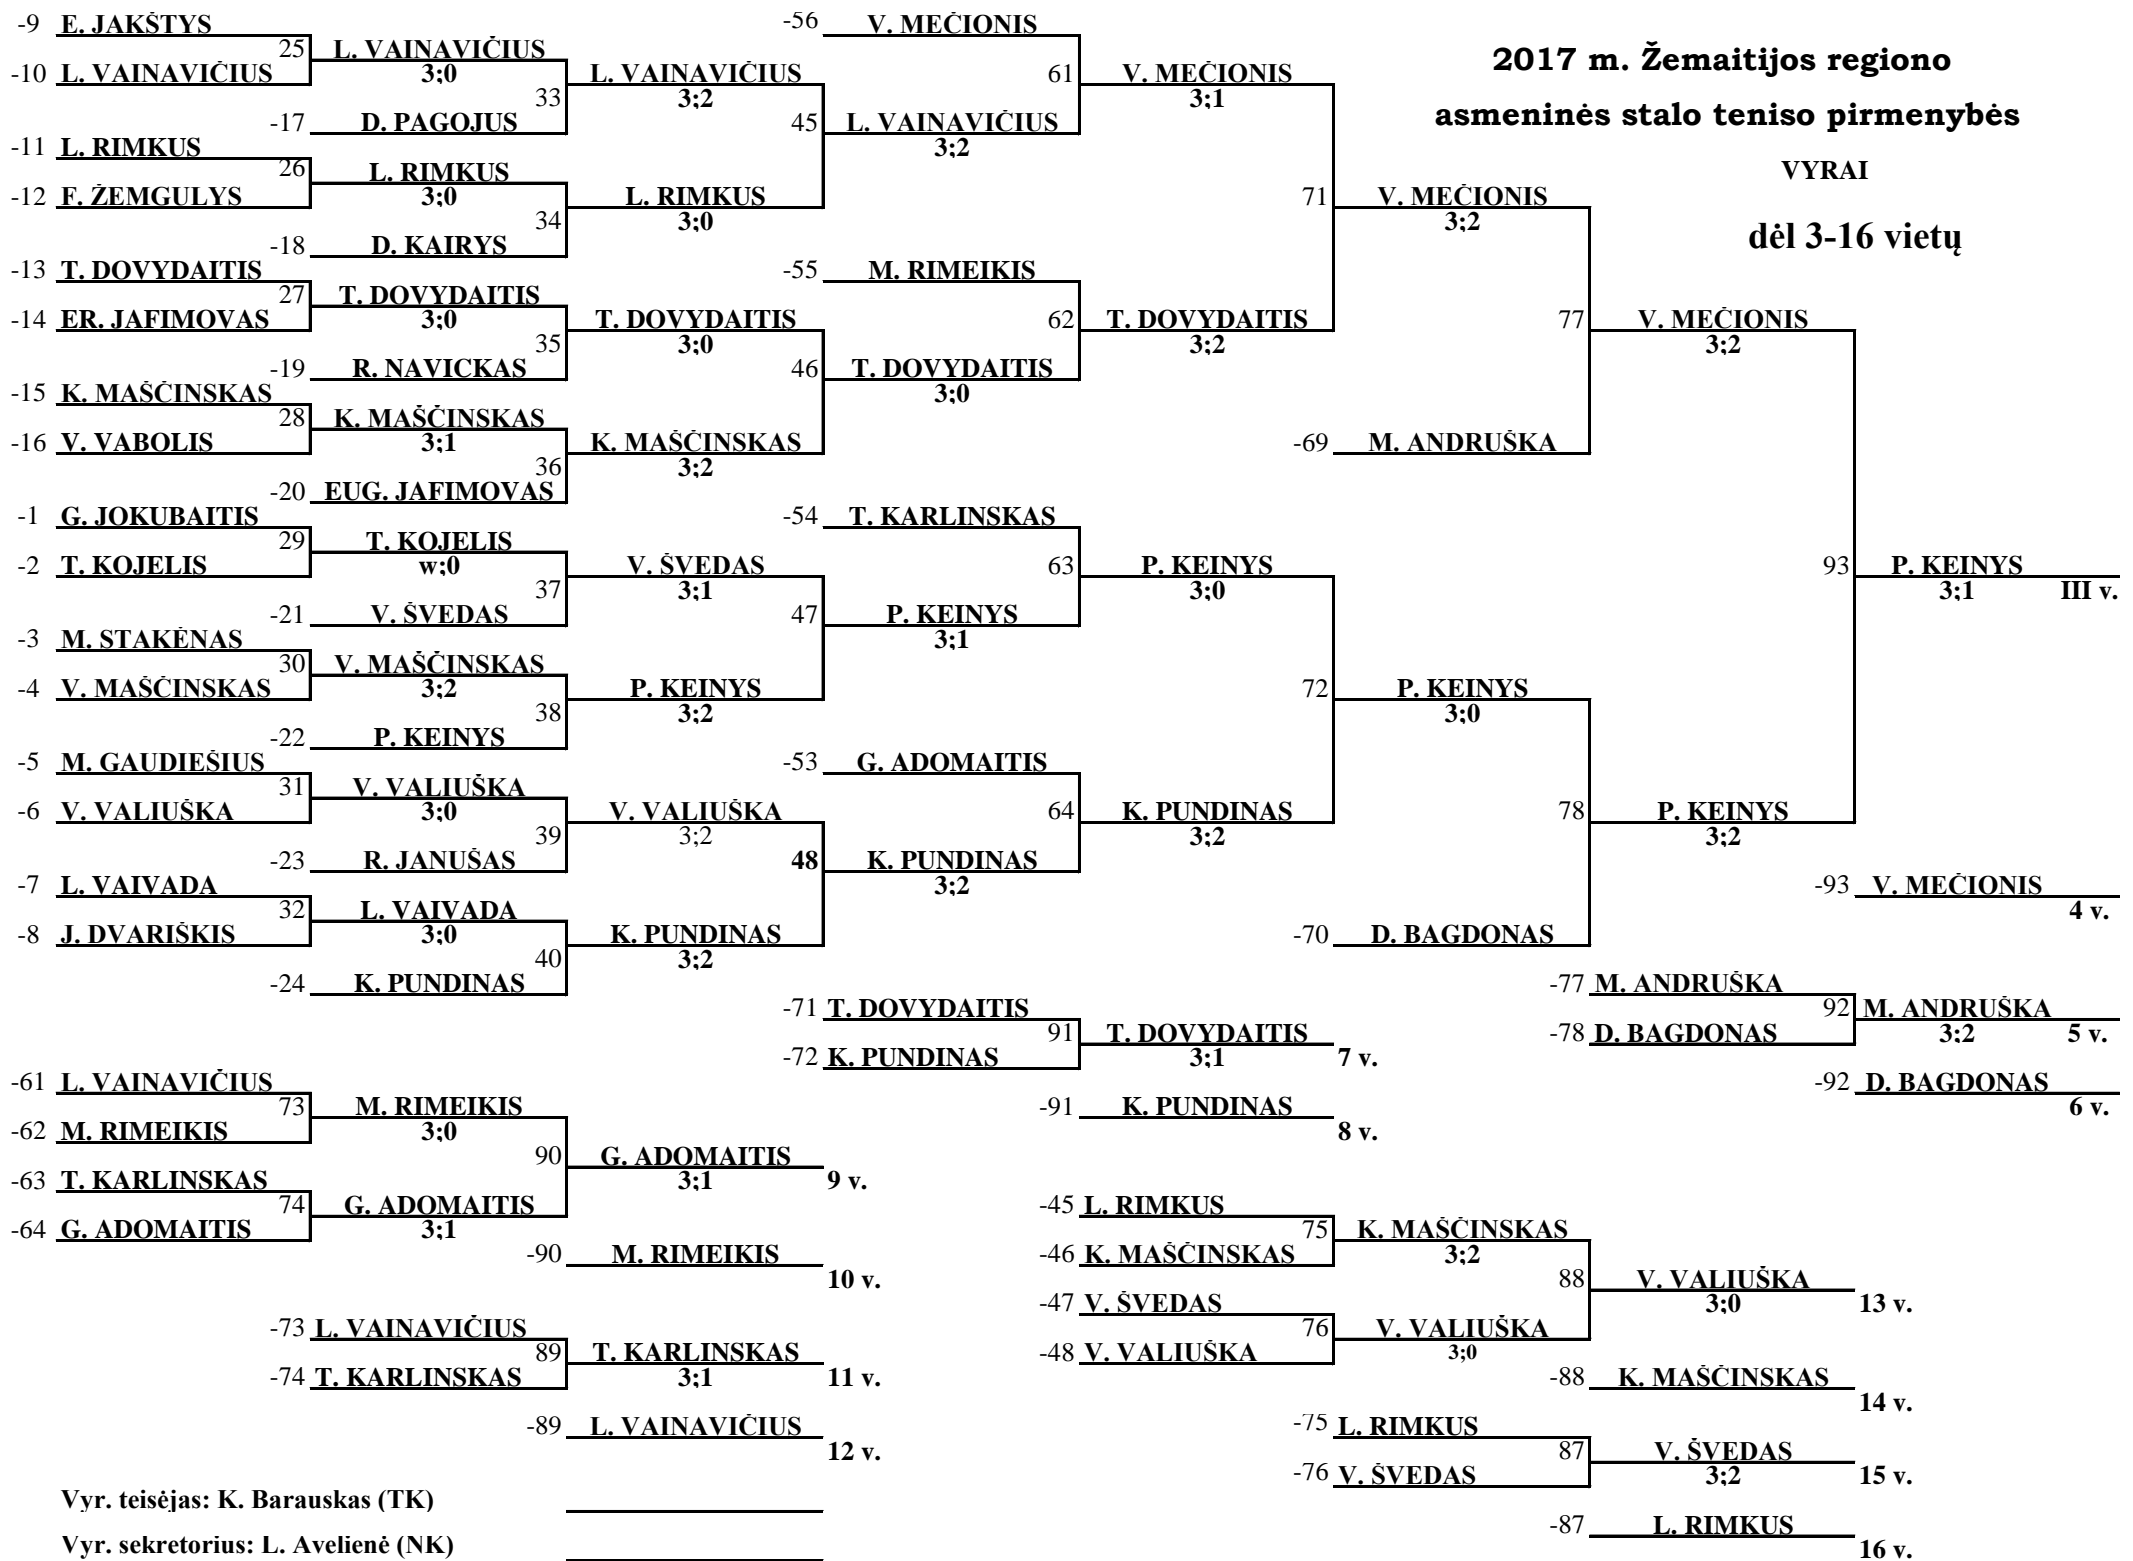 -9 E. JAKŠTYS
25 L. VAINAVIČIUS
-10 L. VAINAVIČIUS 3;0
33 L. VAINAVIČIUS
3;2
-17 D. PAGOJUS
-11 L. RIMKUS
26 L. RIMKUS
-12 F. ŽEMGULYS 3;0
34 L. RIMKUS
3;0
-18 D. KAIRYS
45 L. VAINAVIČIUS
3;2
-13 T. DOVYDAITIS
27 T. DOVYDAITIS
-14 ER. JAFIMOVAS 3;0
35 T. DOVYDAITIS
3;0
-19 R. NAVICKAS
-15 K. MAŠČINSKAS
28 K. MAŠČINSKAS
-16 V. VABOLIS 3;1
36 K. MAŠČINSKAS
3;2
-20 EUG. JAFIMOVAS
46 T. DOVYDAITIS
3;0
-1 G. JOKUBAITIS
29 T. KOJELIS
-2 T. KOJELIS w;0
37 V. ŠVEDAS
3;1
-21 V. ŠVEDAS
-3 M. STAKĖNAS
30 V. MAŠČINSKAS
-4 V. MAŠČINSKAS 3;2
38 P. KEINYS
3;2
-22 P. KEINYS
47 P. KEINYS
3;1
-5 M. GAUDIEŠIUS
31 V. VALIUŠKA
-6 V. VALIUŠKA 3;0
39 V. VALIUŠKA
3;2
-23 R. JANUŠAS
-7 L. VAIVADA
32 L. VAIVADA
-8 J. DVARIŠKIS 3;0
40 K. PUNDINAS
3;2
-24 K. PUNDINAS
48 K. PUNDINAS
3;2
-56 V. MEČIONIS
61 V. MEČIONIS
3;1
-55 M. RIMEIKIS
62 T. DOVYDAITIS
3;2
71 V. MEČIONIS
3;2
-54 T. KARLINSKAS
63 P. KEINYS
3;0
-53 G. ADOMAITIS
64 K. PUNDINAS
3;2
72 P. KEINYS
3;0
2017 m. Žemaitijos regiono
asmeninės stalo teniso pirmenybės
VYRAI
dėl 3-16 vietų
77 V. MEČIONIS
3;2
-69 M. ANDRUŠKA
78 P. KEINYS
3;2
-70 D. BAGDONAS
93 P. KEINYS
3;1 III v.
-93 V. MEČIONIS
4 v.
-77 M. ANDRUŠKA
92 M. ANDRUŠKA
-78 D. BAGDONAS 3;2 5 v.
-92 D. BAGDONAS
6 v.
-71 T. DOVYDAITIS
91 T. DOVYDAITIS
-72 K. PUNDINAS 3;1 7 v.
-91 K. PUNDINAS
8 v.
-61 L. VAINAVIČIUS
73 M. RIMEIKIS
-62 M. RIMEIKIS 3;0
90 G. ADOMAITIS
3;1 9 v.
-63 T. KARLINSKAS
74 G. ADOMAITIS
-64 G. ADOMAITIS 3;1
-90 M. RIMEIKIS
10 v.
-73 L. VAINAVIČIUS
89 T. KARLINSKAS
-74 T. KARLINSKAS 3;1 11 v.
-89 L. VAINAVIČIUS
12 v.
-45 L. RIMKUS
75 K. MAŠČINSKAS
-46 K. MAŠČINSKAS 3;2
88 V. VALIUŠKA
3;0 13 v.
-47 V. ŠVEDAS
76 V. VALIUŠKA
-48 V. VALIUŠKA 3;0
-88 K. MAŠČINSKAS
14 v.
-75 L. RIMKUS
87 V. ŠVEDAS
-76 V. ŠVEDAS 3;2 15 v.
-87 L. RIMKUS
16 v.
Vyr. teisėjas: K. Barauskas (TK)
Vyr. sekretorius: L. Avelienė (NK)